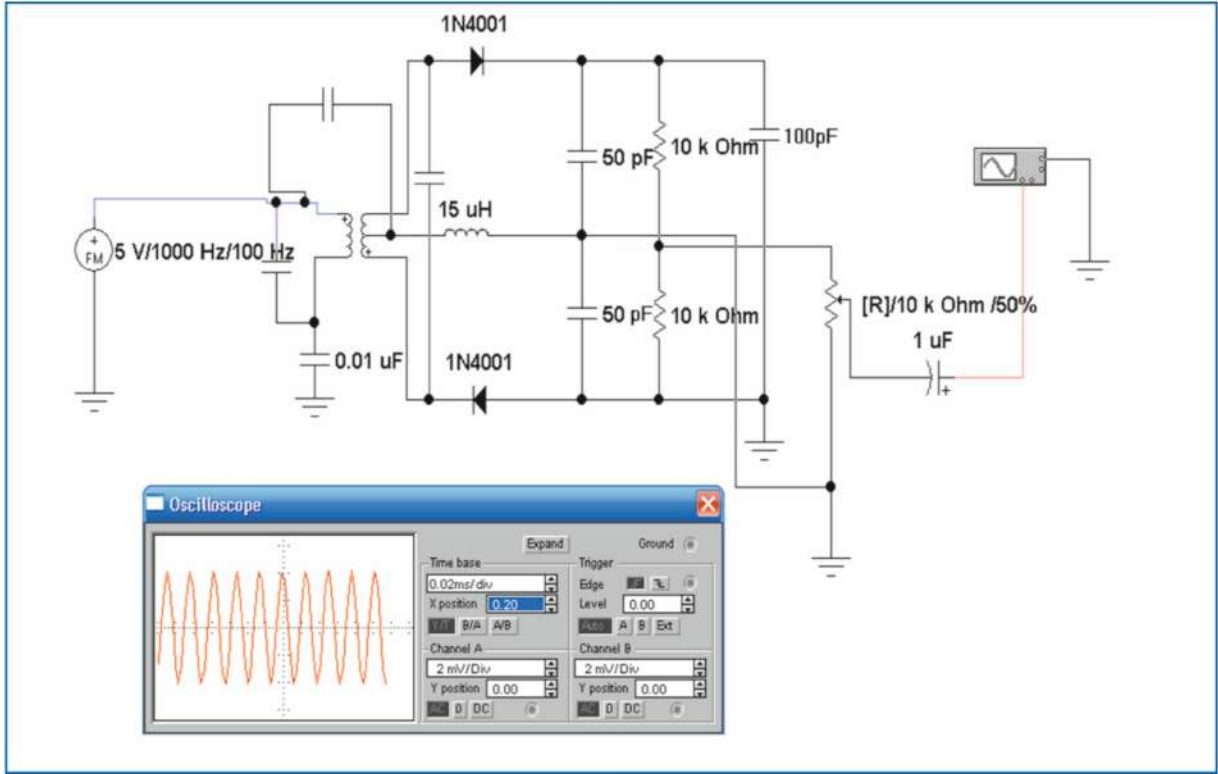 1N4001
50 pF
10 k Ohm
100pF
15 uH
+
FM
5 V/1000 Hz/100 Hz
+
+
50 pF
10 k Ohm
[R]/10 k Ohm /50%
1 uF
+
0.01 uF
1N4001
Oscilloscope
Expand
Ground
Time base
0.02ms/div
X position 0.20
Y/T B/A A/B
Trigger
Edge
Level 0.00
Auto A B Ext
Channel A
2 mV/Div
Y position 0.00
AC 0 DC
Channel B
2 mV/Div
Y position 0.00
AC 0 DC